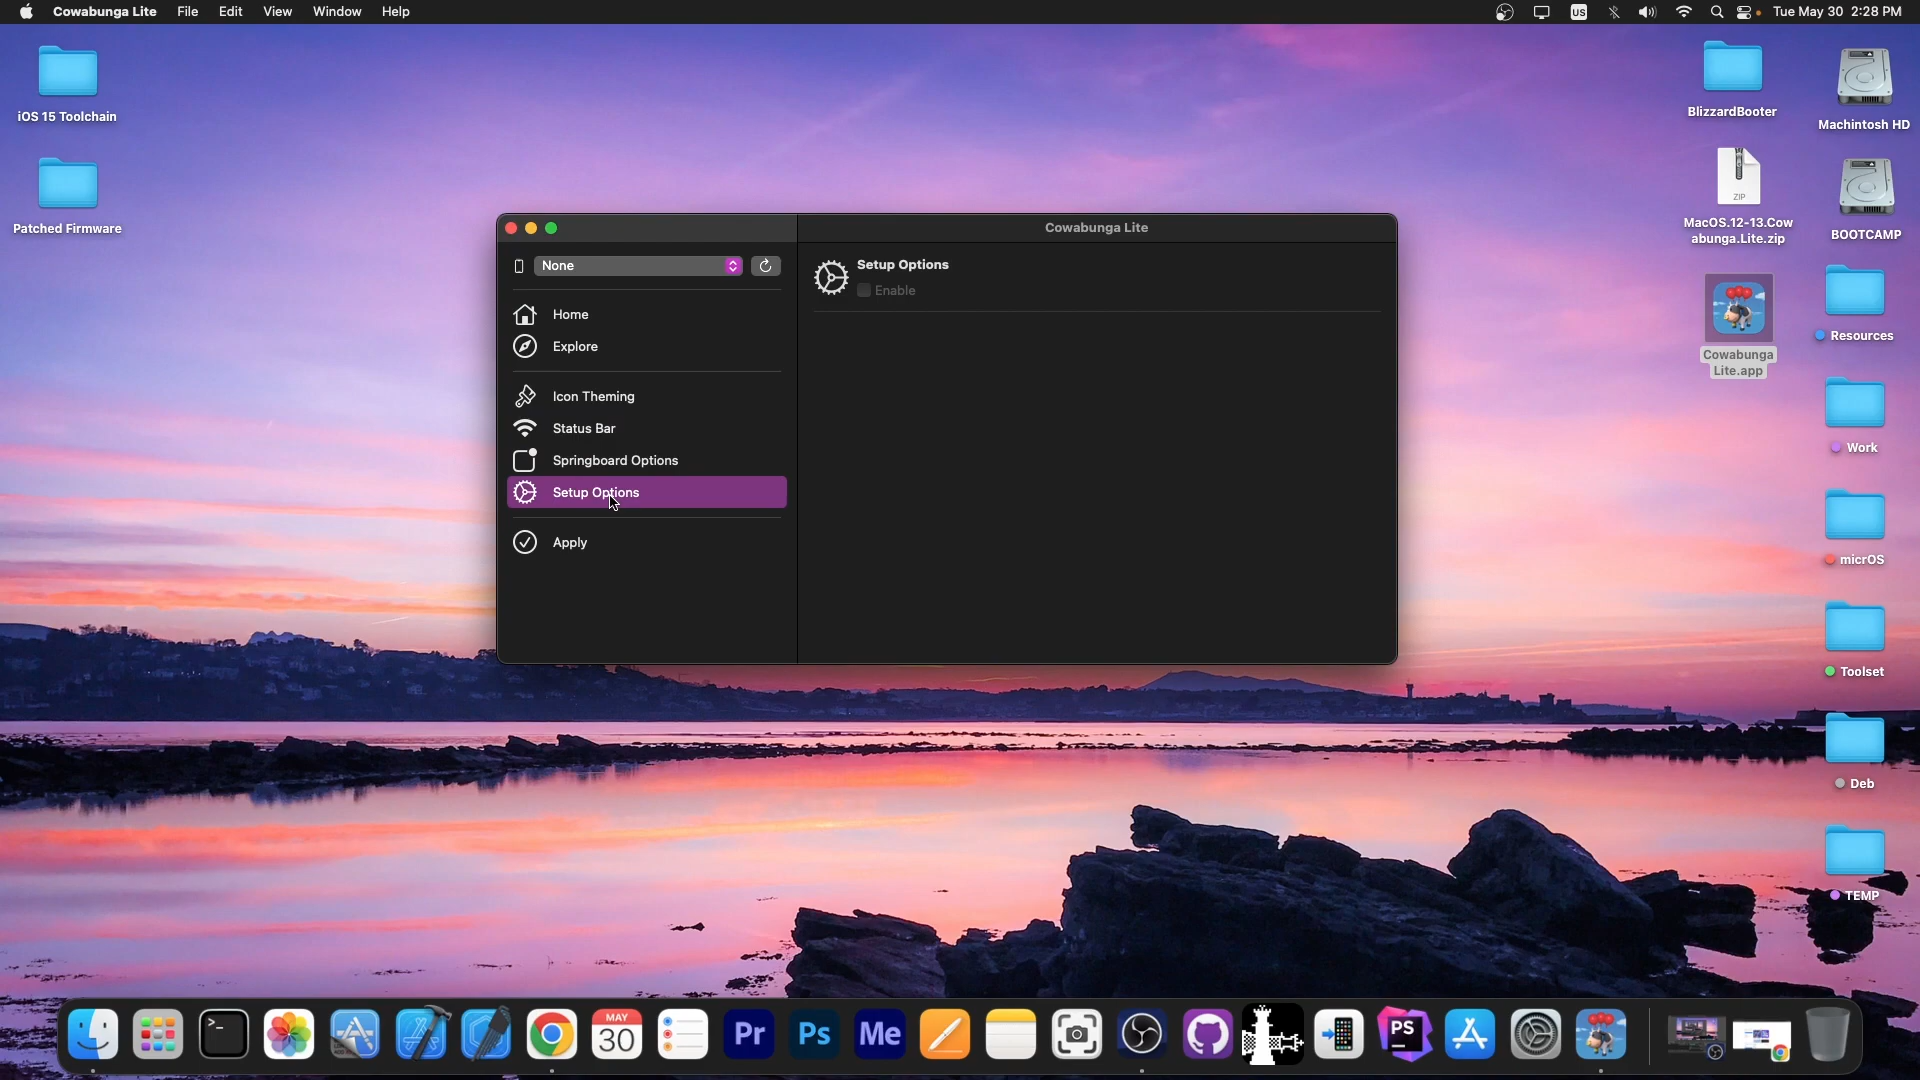 Cowabunga Lite File Edit View Window Help
US Tue May 30 2:28 PM
iOS 15 Toolchain
Patched Firmware
BlizzardBooter
Machintosh HD
ZIP
MacOS.12-13.Cow
abunga.Lite.zip
BOOTCAMP
Cowabunga
Lite.app
Resources
Work
micrOS
Toolset
Deb
TEMP
Cowabunga Lite
None
Home
Explore
Icon Theming
Status Bar
Springboard Options
Setup Options
Apply
Setup Options
Enable
>_
MAY
30
Pr
Ps
Me
PS